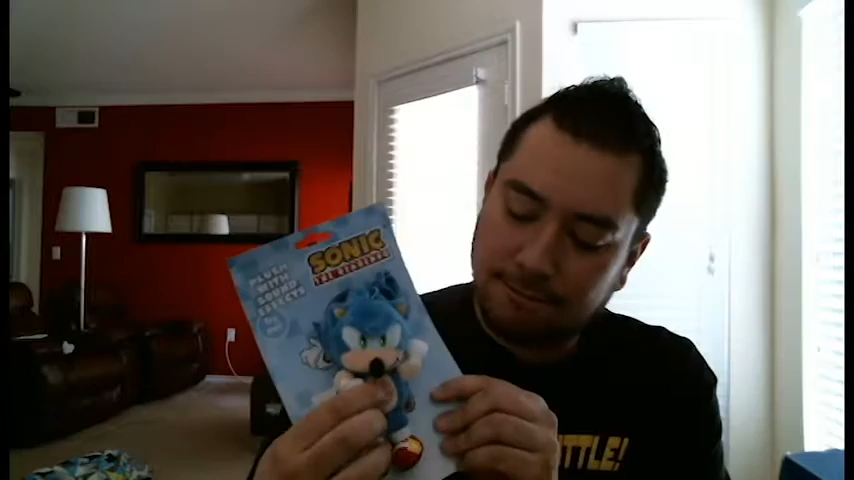 PLUSH
WITH
SOUND
EFFECTS
SONIC
THE HEDGEHOG
TTLE!